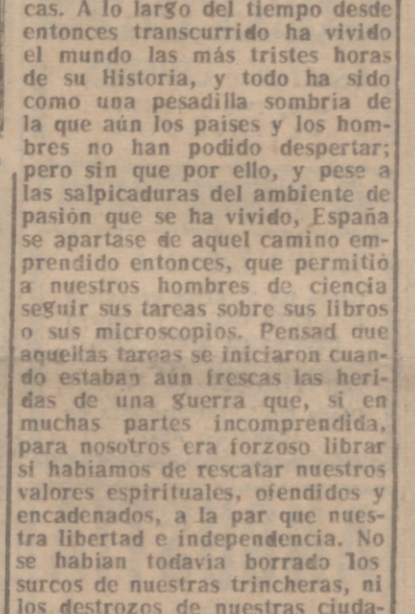 cas. A lo largo del tiempo desde
entonces transcurrido ha vivido
el mundo las más tristes horas
de su Historia, y todo ha sido
como una pesadilla sombría de
la que aún los países y los hom-
bres no han podido despertar;
pero sin que por ello, y pese a
las salpicaduras del ambiente de
pasión que se ha vivido, España
se apartase de aquel camino em-
prendido entonces, que permitió
a nuestros hombres de ciencia
seguir sus tareas sobre sus libros
o sus microscopios. Pensad que
aquellas tareas se iniciaron cuan-
do estaban aún frescas las heri-
das de una guerra que, si en
muchas partes incomprendida,
para nosotros era forzoso librar
si habíamos de rescatar nuestros
valores espirituales, ofendidos y
encadenados, a la par que nues-
tra libertad e independencia. No
se habían todavía borrado los
surcos de nuestras trincheras, ni
los destrozos de nuestras ciuda-